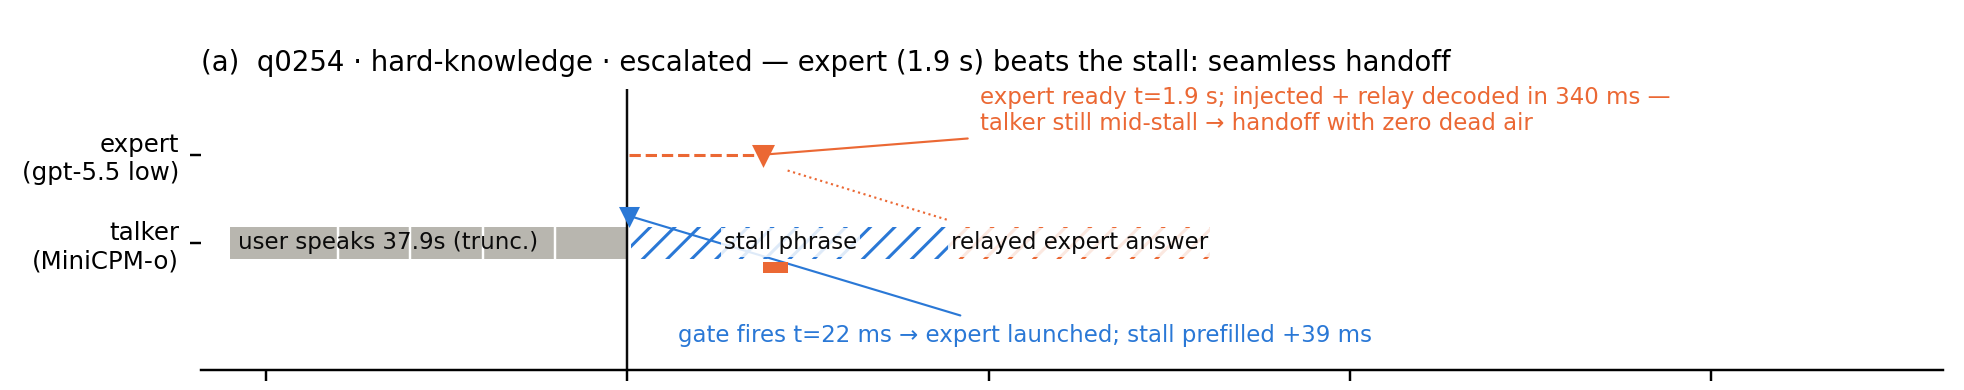 (a)  q0254 · hard-knowledge · escalated — expert (1.9 s) beats the stall: seamless handoff
expert ready t=1.9 s; injected + relay decoded in 340 ms —
talker still mid-stall → handoff with zero dead air
expert
(gpt-5.5 low)
talker
(MiniCPM-o)
user speaks 37.9s (trunc.)
stall phrase
relayed expert answer
gate fires t=22 ms → expert launched; stall prefilled +39 ms